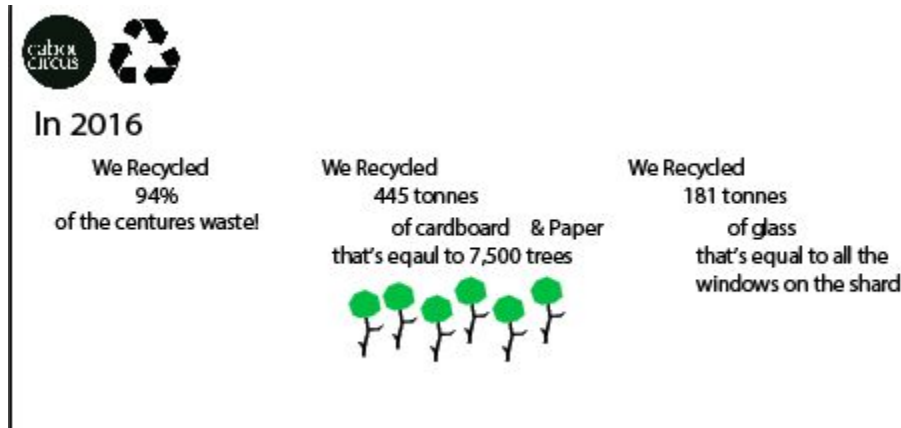 cabot
circus
In 2016
We Recycled
94%
of the centures waste!
We Recycled
445 tonnes
of cardboard & Paper
that's eqaul to 7,500 trees
We Recycled
181 tonnes
of glass
that's equal to all the
windows on the shard